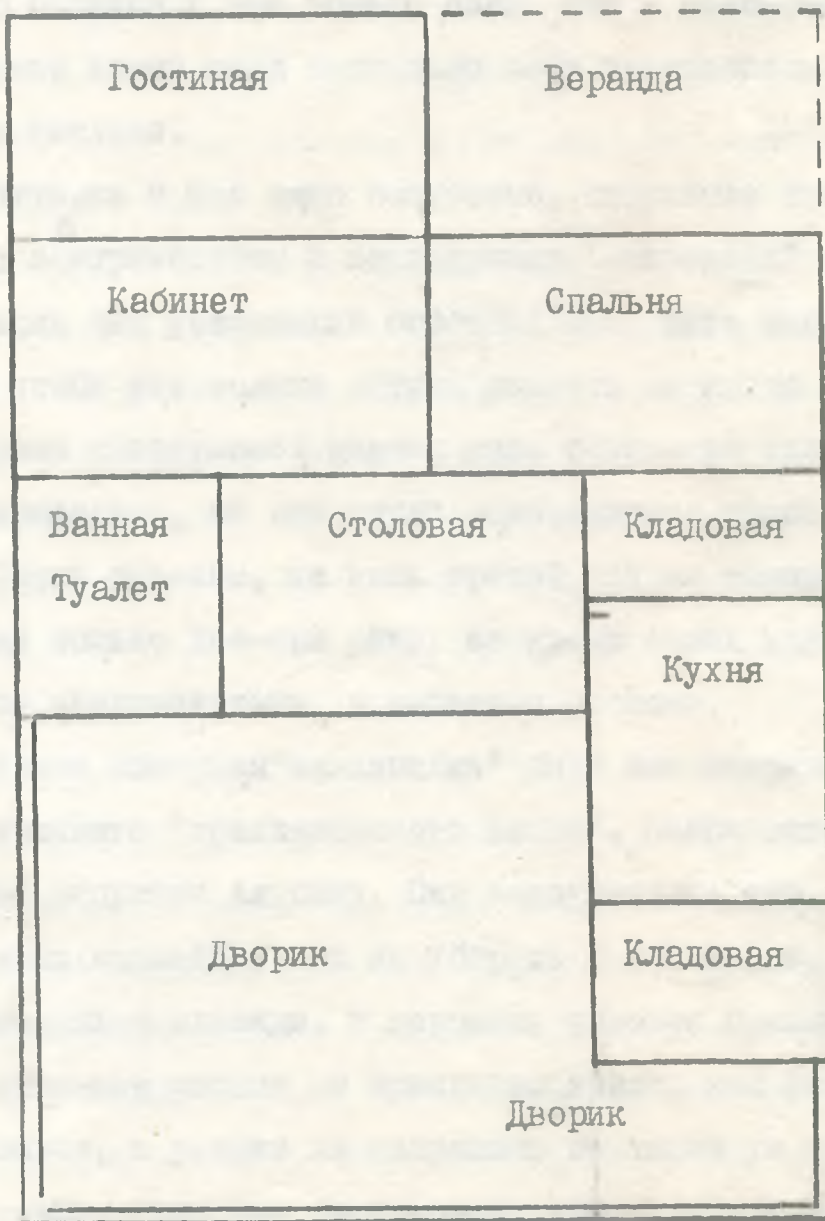 Гостиная Веранда
Кабинет Спальня
Ванная Столовая Кладовая
Туалет
Кухня
Дворик Кладовая
Дворик